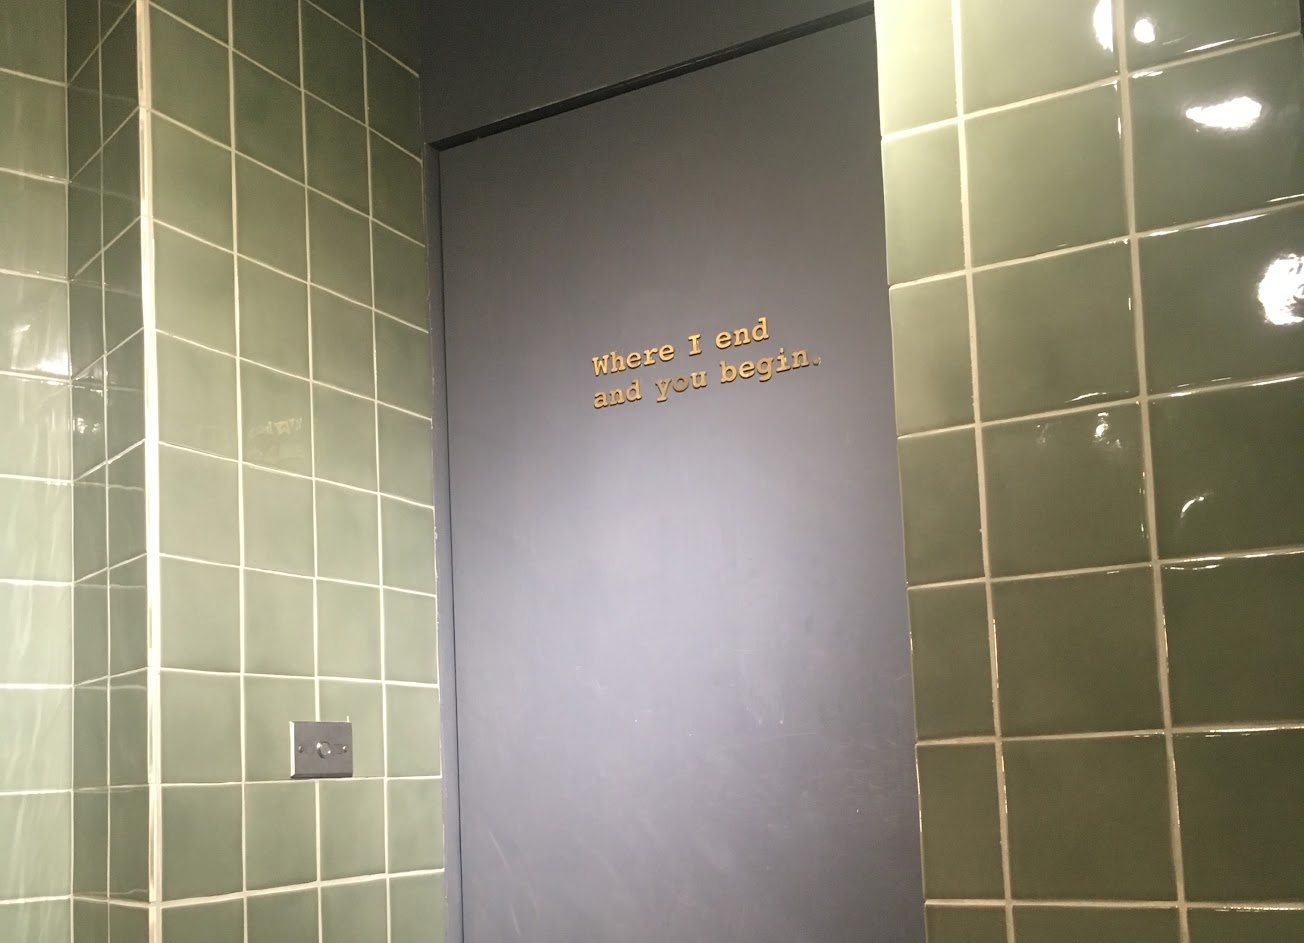 Where I end
and you begin.